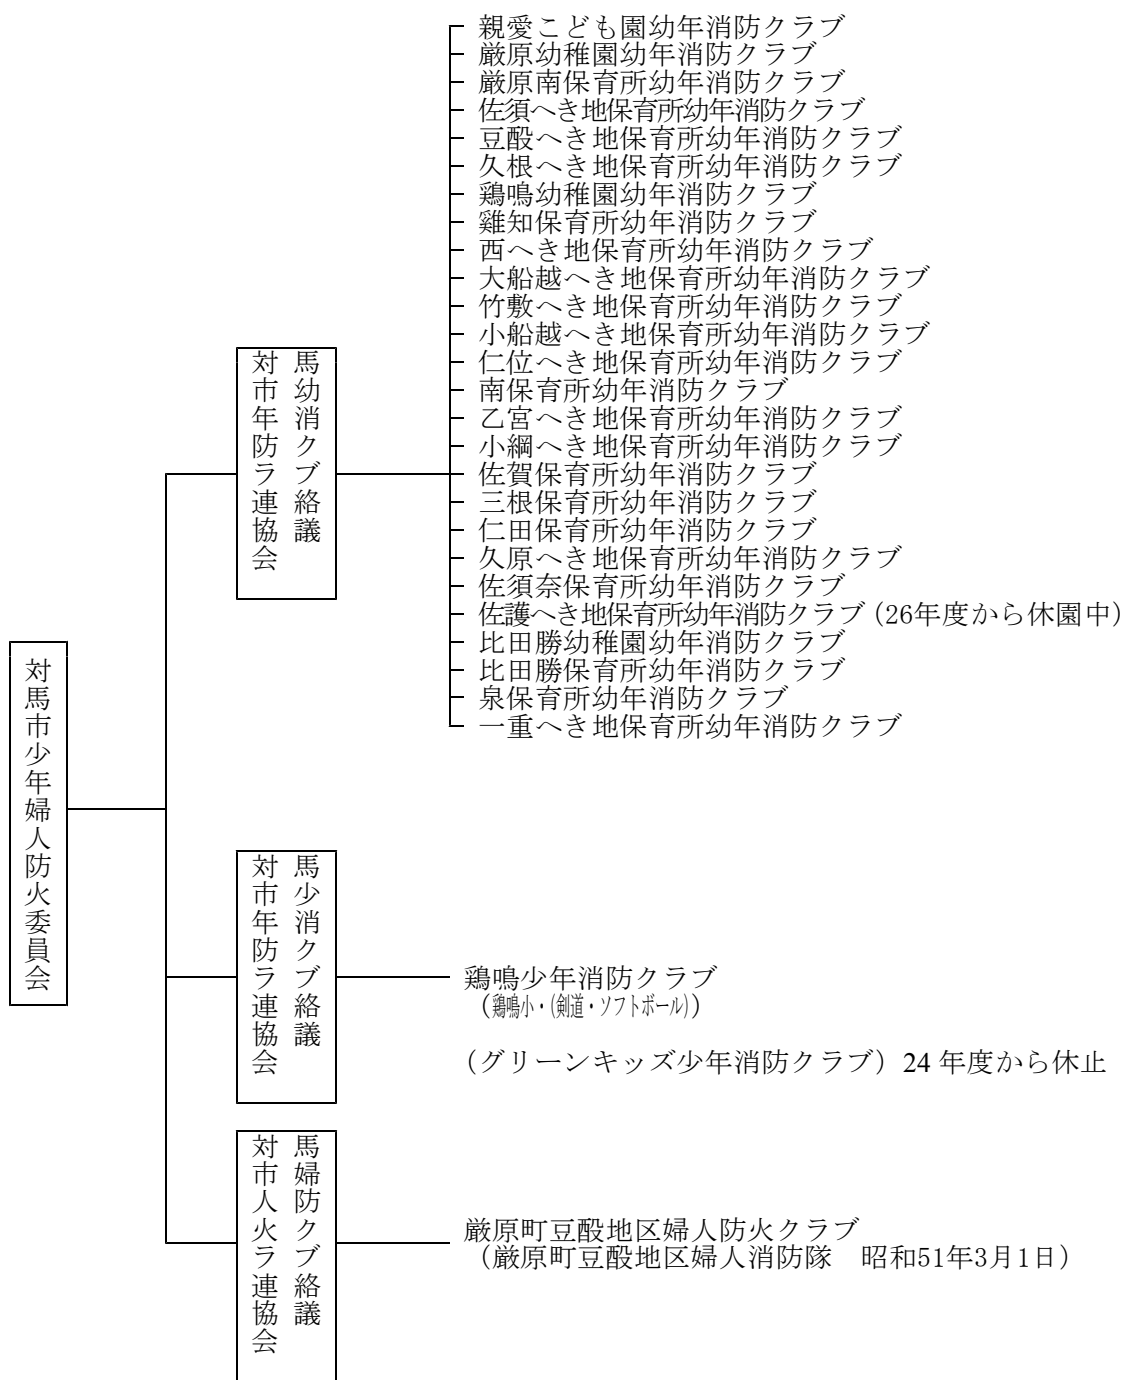 対馬市少年婦人防火委員会
対馬市幼年消防クラブ連絡協議会
親愛こども園幼年消防クラブ
厳原幼稚園幼年消防クラブ
厳原南保育所幼年消防クラブ
佐須へき地保育所幼年消防クラブ
豆酘へき地保育所幼年消防クラブ
久根へき地保育所幼年消防クラブ
鶏鳴幼稚園幼年消防クラブ
雞知保育所幼年消防クラブ
西へき地保育所幼年消防クラブ
大船越へき地保育所幼年消防クラブ
竹敷へき地保育所幼年消防クラブ
小船越へき地保育所幼年消防クラブ
仁位へき地保育所幼年消防クラブ
南保育所幼年消防クラブ
乙宮へき地保育所幼年消防クラブ
小綱へき地保育所幼年消防クラブ
佐賀保育所幼年消防クラブ
三根保育所幼年消防クラブ
仁田保育所幼年消防クラブ
久原へき地保育所幼年消防クラブ
佐須奈保育所幼年消防クラブ
佐護へき地保育所幼年消防クラブ（26年度から休園中）
比田勝幼稚園幼年消防クラブ
比田勝保育所幼年消防クラブ
泉保育所幼年消防クラブ
一重へき地保育所幼年消防クラブ
対馬市少年消防クラブ連絡協議会
鶏鳴少年消防クラブ
（鶏鳴小・(剣道・ソフトボール)）
（グリーンキッズ少年消防クラブ）24 年度から休止
対馬市婦人防火クラブ連絡協議会
厳原町豆酘地区婦人防火クラブ
（厳原町豆酘地区婦人消防隊　昭和51年3月1日）